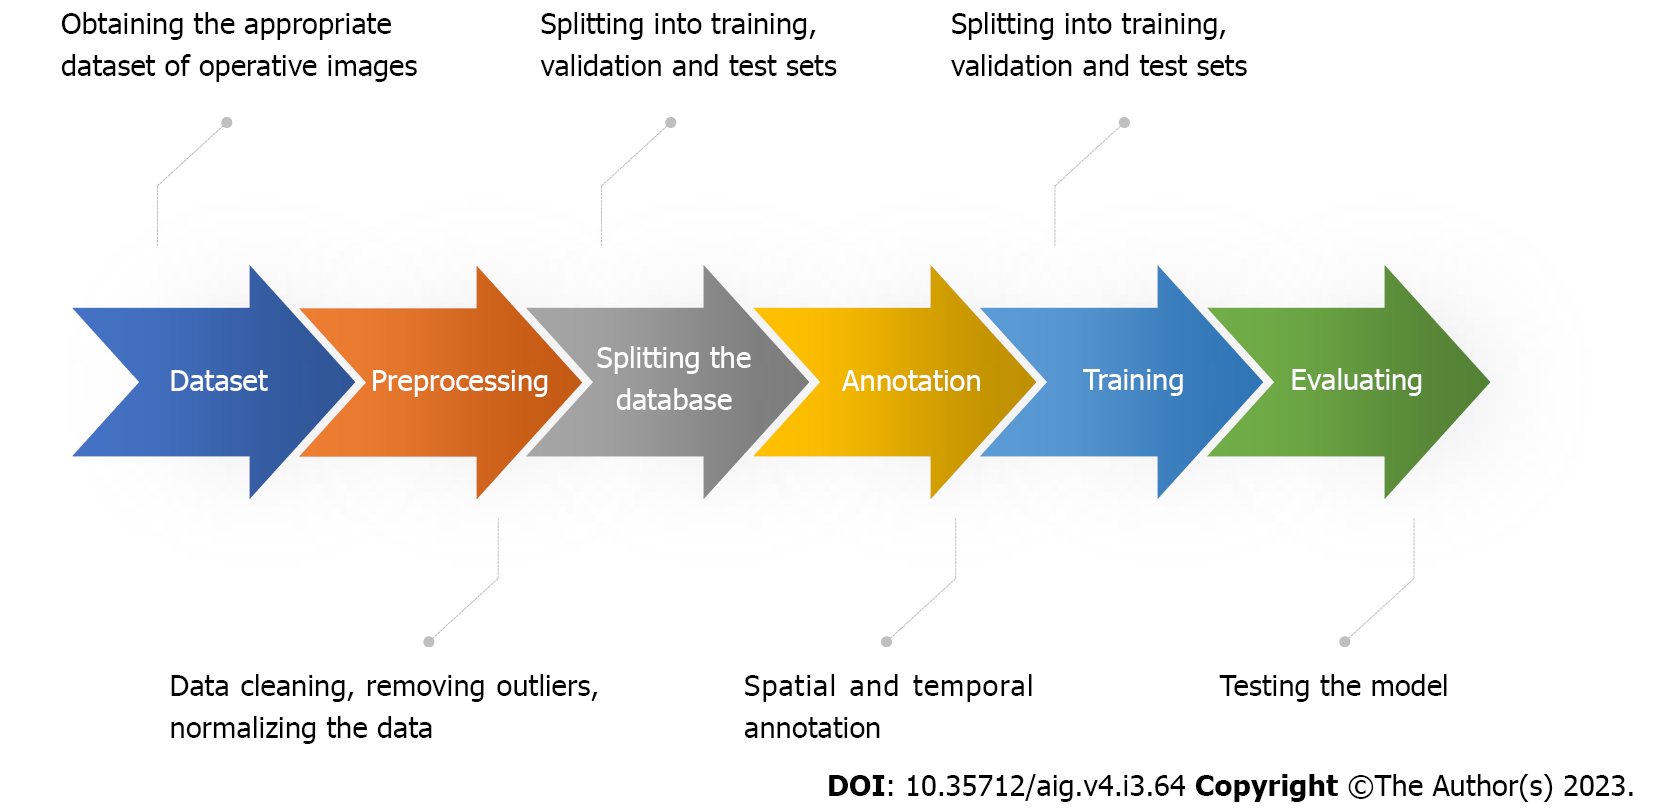 Obtaining the appropriate
dataset of operative images
Splitting into training,
validation and test sets
Splitting into training,
validation and test sets
Dataset
Preprocessing
Splitting the
database
Annotation
Training
Evaluating
Data cleaning, removing outliers,
normalizing the data
Spatial and temporal
annotation
Testing the model
DOI: 10.35712/aig.v4.i3.64 Copyright ©The Author(s) 2023.